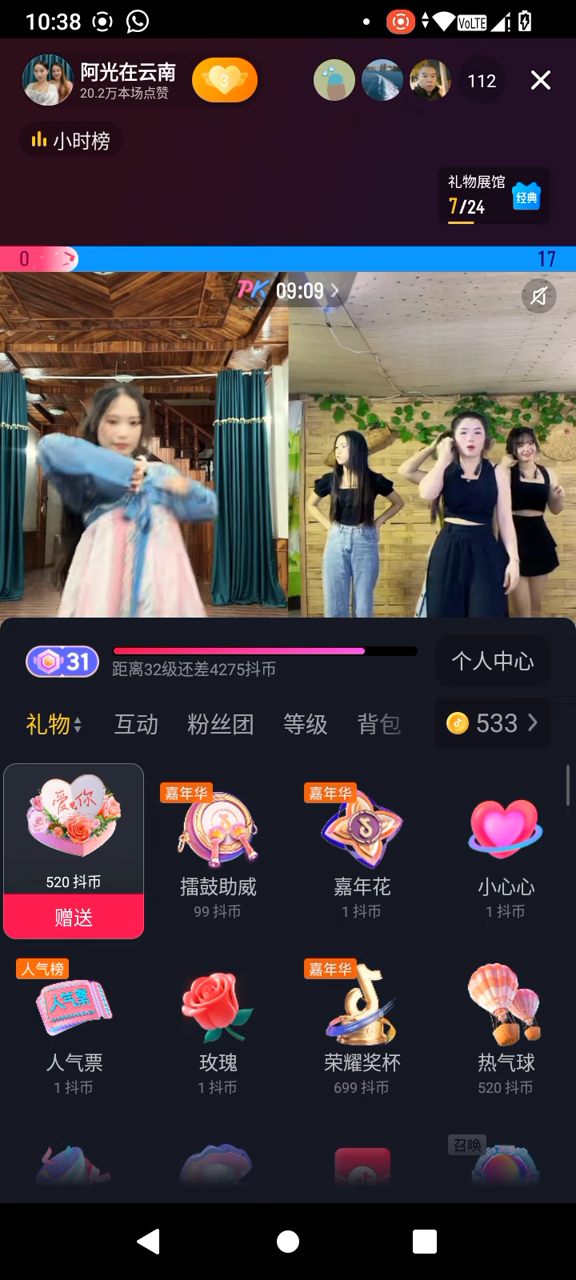 10:38
VoLTE
阿光在云南
20.2万本场点赞
3
112
小时榜
礼物展馆
7/24
经典
0
17
PK 09:09
31
距离32级还差4275抖币
个人中心
礼物 互动 粉丝团 等级 背包
533
爱你
520 抖币
赠送
嘉年华
擂鼓助威
99 抖币
嘉年华
嘉年花
1 抖币
小心心
1 抖币
人气榜
人气票
人气票
1 抖币
玫瑰
1 抖币
嘉年华
荣耀奖杯
699 抖币
热气球
520 抖币
召唤